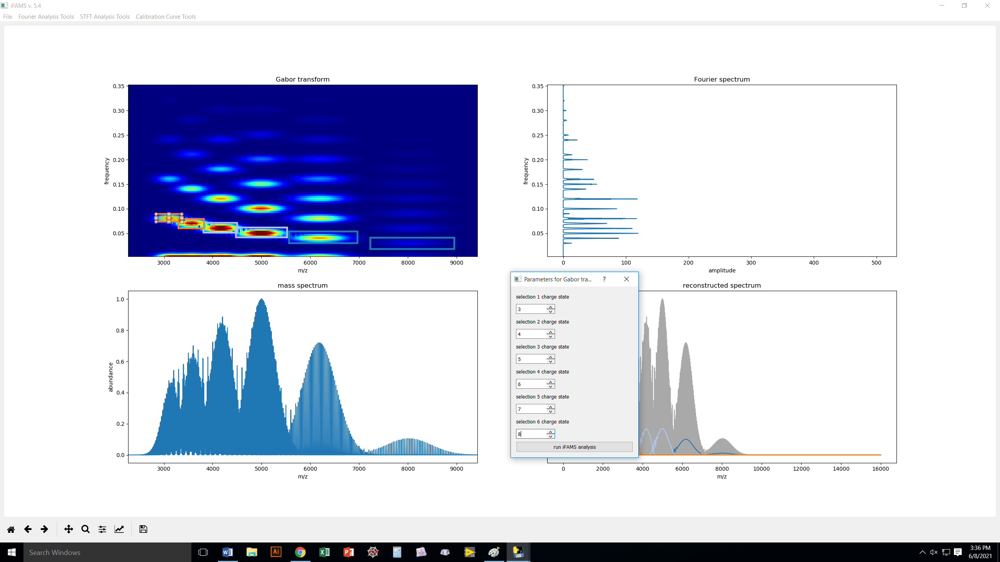 iFAMS v. 5.4
File Fourier Analysis Tools STFT Analysis Tools Calibration Curve Tools
Gabor transform
0.35
0.30
0.25
0.20
0.15
0.10
0.05
frequency
3000 4000 5000 6000 7000 8000 9000
m/z
Fourier spectrum
0.35
0.30
0.25
0.20
0.15
0.10
0.05
frequency
0 100 200 300 400 500
amplitude
mass spectrum
1.0
0.8
0.6
0.4
0.2
0.0
abundance
3000 4000 5000 6000 7000 8000 9000
m/z
Parameters for Gabor tra... ?
selection 1 charge state
3
selection 2 charge state
4
selection 3 charge state
5
selection 4 charge state
6
selection 5 charge state
7
selection 6 charge state
8
run iFAMS analysis
reconstructed spectrum
0 2000 4000 6000 8000 10000 12000 14000 16000
m/z
Search Windows
Ai
3:36 PM
6/8/2021